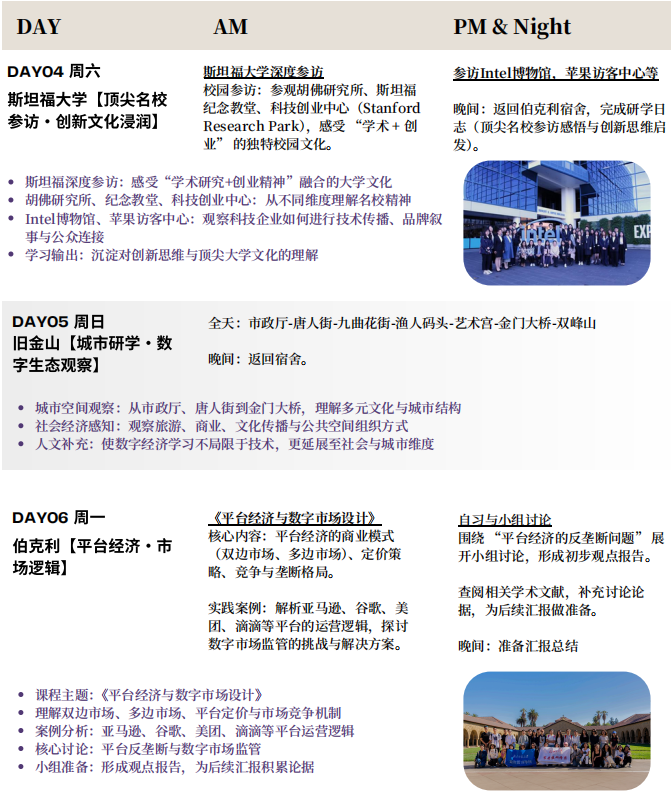 DAY AM PM & Night
DAY04 周六
斯坦福大学【顶尖名校
参访·创新文化浸润】
斯坦福大学深度参访
校园参访：参观胡佛研究所、斯坦福
纪念教堂、科技创业中心（Stanford
Research Park），感受 “学术 + 创
业” 的独特校园文化。
参访Intel博物馆，苹果访客中心等
晚间：返回伯克利宿舍，完成研学日
志（顶尖名校参访感悟与创新思维启
发）。
• 斯坦福深度参访：感受“学术研究+创业精神”融合的大学文化
• 胡佛研究所、纪念教堂、科技创业中心：从不同维度理解名校精神
• Intel博物馆、苹果访客中心：观察科技企业如何进行技术传播、品牌叙
事与公众连接
• 学习输出：沉淀对创新思维与顶尖大学文化的理解
intel
EXP
DAY05 周日
旧金山【城市研学·数
字生态观察】
全天：市政厅-唐人街-九曲花街-渔人码头-艺术宫-金门大桥-双峰山
晚间：返回宿舍。
• 城市空间观察：从市政厅、唐人街到金门大桥，理解多元文化与城市结构
• 社会经济感知：观察旅游、商业、文化传播与公共空间组织方式
• 人文补充：使数字经济学习不局限于技术，更延展至社会与城市维度
DAY06 周一
伯克利【平台经济·市
场逻辑】
《平台经济与数字市场设计》
核心内容：平台经济的商业模式
（双边市场、多边市场）、定价策
略、竞争与垄断格局。
实践案例：解析亚马逊、谷歌、美
团、滴滴等平台的运营逻辑，探讨
数字市场监管的挑战与解决方案。
自习与小组讨论
围绕 “平台经济的反垄断问题” 展
开小组讨论，形成初步观点报告。
查阅相关学术文献，补充讨论论
据，为后续汇报做准备。
晚间：准备汇报总结
• 课程主题：《平台经济与数字市场设计》
• 理解双边市场、多边市场、平台定价与市场竞争机制
• 案例分析：亚马逊、谷歌、美团、滴滴等平台运营逻辑
• 核心讨论：平台反垄断与数字市场监管
• 小组准备：形成观点报告，为后续汇报积累论据